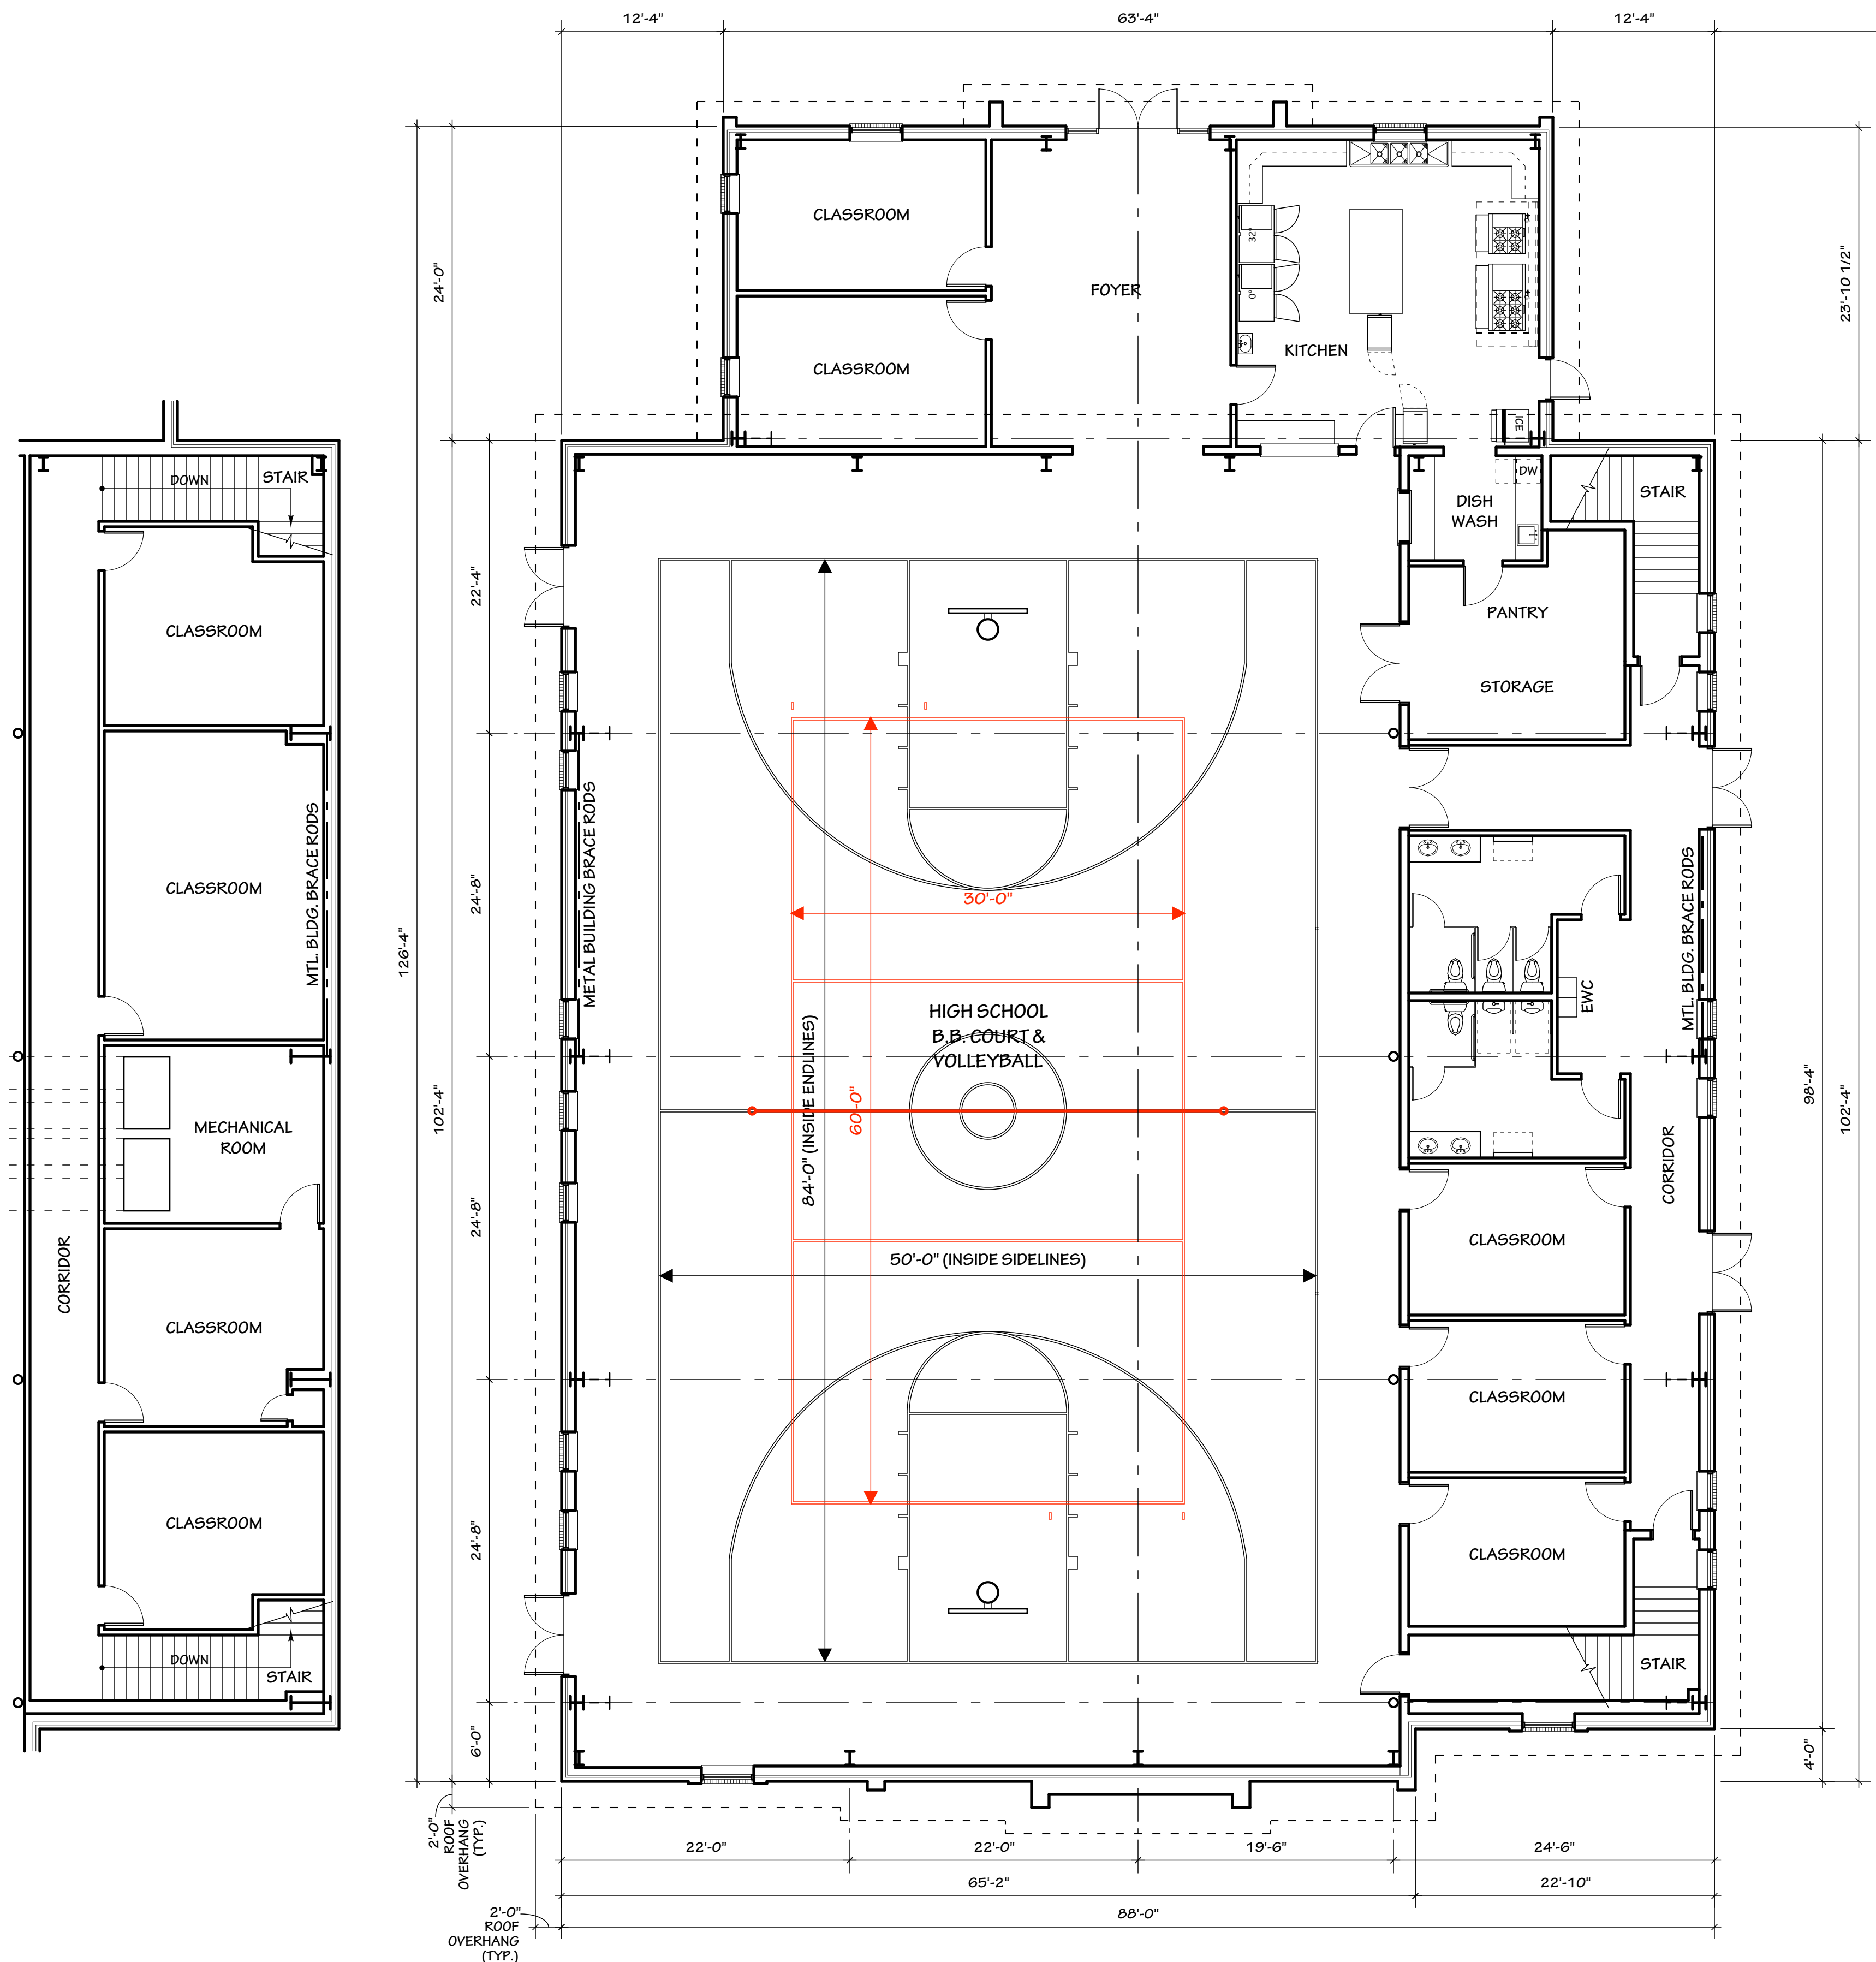 12'-4"
63'-4"
12'-4"
24'-0"
23'-10 1/2"
126'-4"
CLASSROOM
CLASSROOM
FOYER
KITCHEN
32°
0°
ICE
DW
DISH
WASH
STAIR
PANTRY
STORAGE
DOWN
STAIR
CLASSROOM
CLASSROOM
MTL. BLDG. BRACE RODS
MECHANICAL
ROOM
CORRIDOR
CLASSROOM
CLASSROOM
DOWN
STAIR
102'-4"
22'-4"
24'-8"
24'-8"
24'-8"
6'-0"
METAL BUILDING BRACE RODS
30'-0"
HIGH SCHOOL
B.B. COURT &
VOLLEYBALL
84'-0" (INSIDE ENDLINES)
60'-0"
50'-0" (INSIDE SIDELINES)
EWC
MTL. BLDG. BRACE RODS
CORRIDOR
CLASSROOM
CLASSROOM
CLASSROOM
STAIR
98'-4"
102'-4"
4'-0"
2'-0"
ROOF
OVERHANG
(TYP.)
22'-0"
22'-0"
19'-6"
24'-6"
65'-2"
22'-10"
88'-0"
2'-0"
ROOF
OVERHANG
(TYP.)